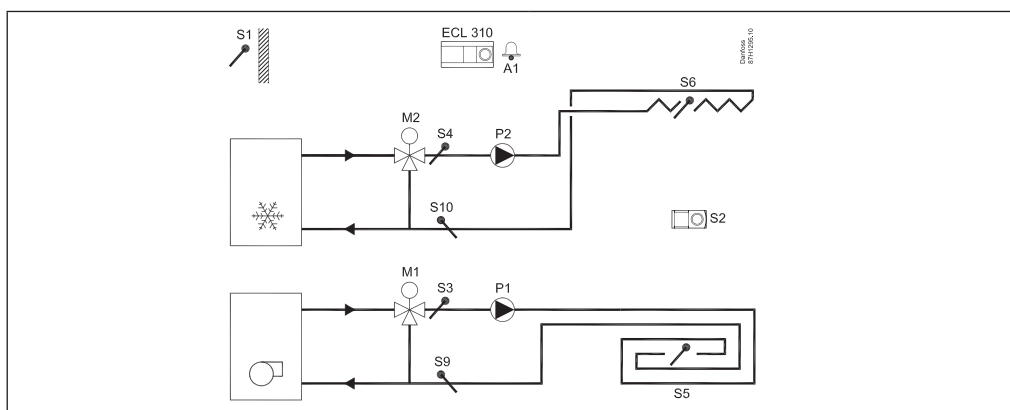 S1
ECL 310
A1
Danfoss
87H1295.10
S6
M2
S4
P2
S10
S2
M1
S3
P1
S9
S5